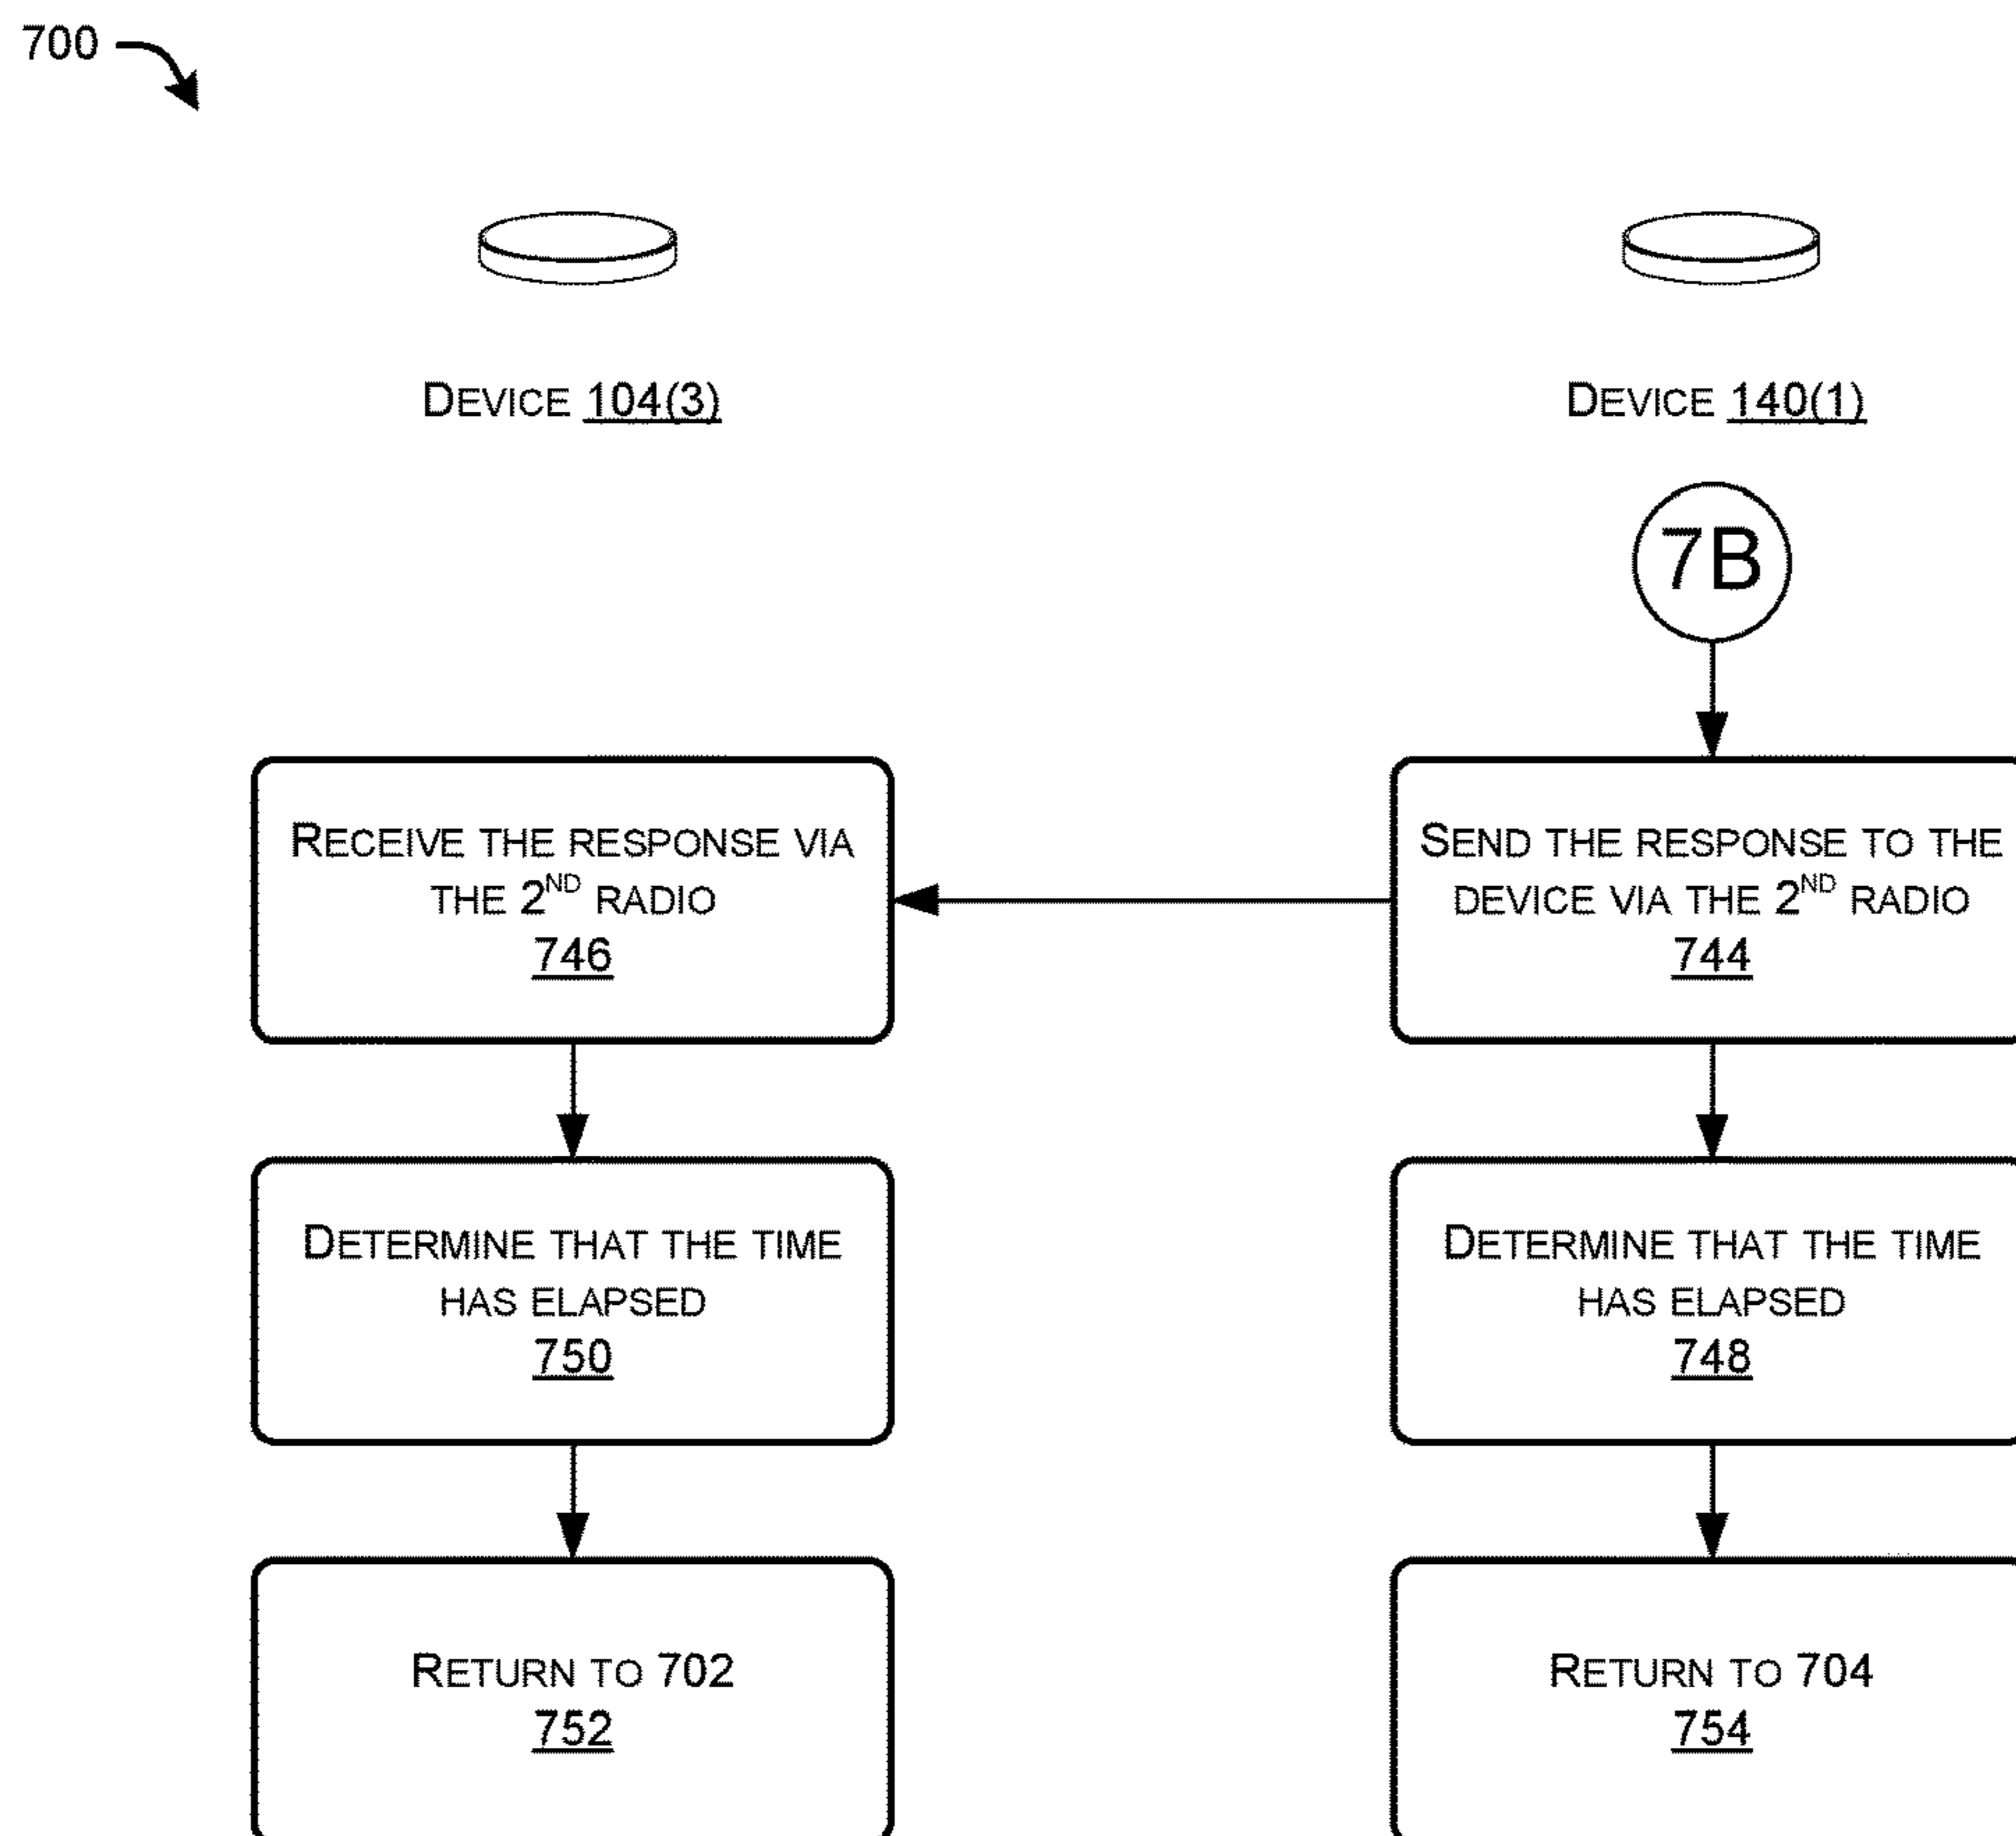 700
DEVICE 104(3)
DEVICE 140(1)
7B
RECEIVE THE RESPONSE VIA
THE 2ND RADIO
746
SEND THE RESPONSE TO THE
DEVICE VIA THE 2ND RADIO
744
DETERMINE THAT THE TIME
HAS ELAPSED
750
DETERMINE THAT THE TIME
HAS ELAPSED
748
RETURN TO 702
752
RETURN TO 704
754